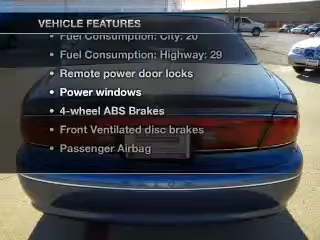 VEHICLE FEATURES
• Fuel Consumption: City: 20
• Fuel Consumption: Highway: 29
• Remote power door locks
• Power windows
• 4-wheel ABS Brakes
• Front Ventilated disc brakes
• Passenger Airbag